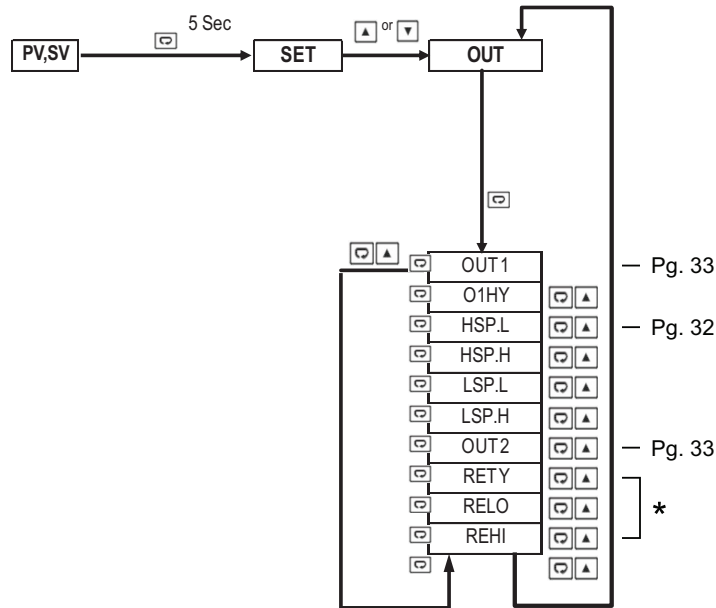 5 Sec
▲ or ▼
PV,SV
SET
OUT
OUT1
— Pg. 33
O1HY
HSP.L
— Pg. 32
HSP.H
LSP.L
LSP.H
OUT2
— Pg. 33
RETY
RELO
*
REHI